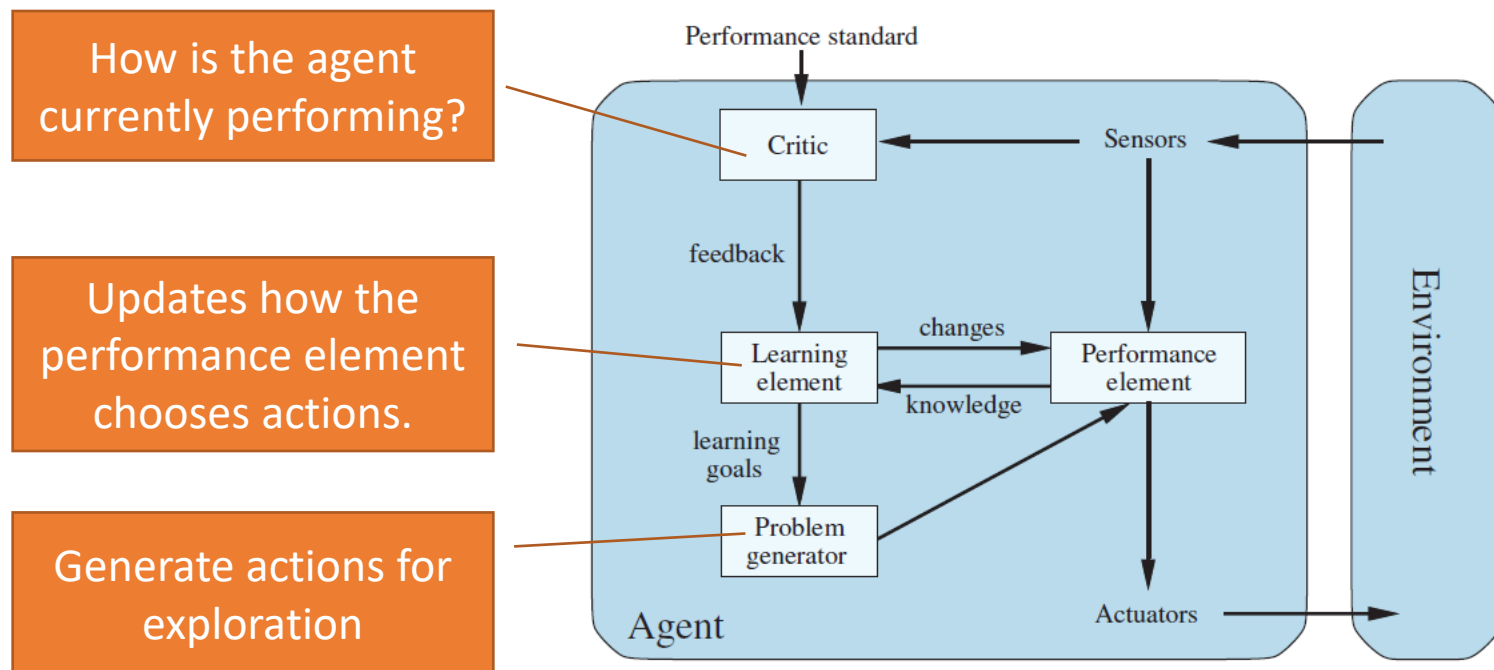 How is the agent
currently performing?
Updates how the
performance element
chooses actions.
Generate actions for
exploration
Performance standard
Critic
Sensors
feedback
changes
Learning
element
Performance
element
knowledge
learning
goals
Problem
generator
Agent
Actuators
Environment